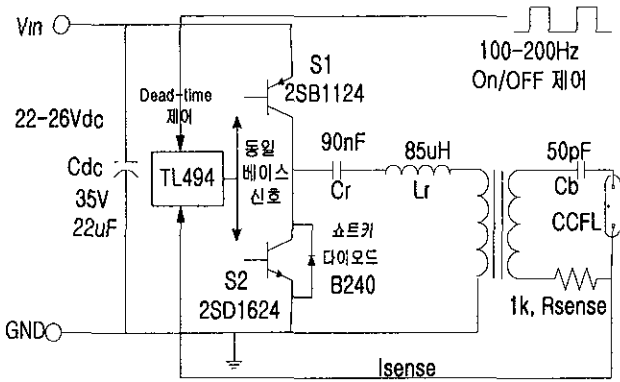 Vin
100-200Hz
On/OFF 제어
S1
2SB1124
Dead-time
제어
22-26Vdc
90nF
85uH
50pF
동일
베이스
신호
Cdc
35V
22uF
TL494
Cr
Lr
Cb
CCFL
쇼트키
다이오드
B240
S2
2SD1624
1k, Rsense
GND
Isense